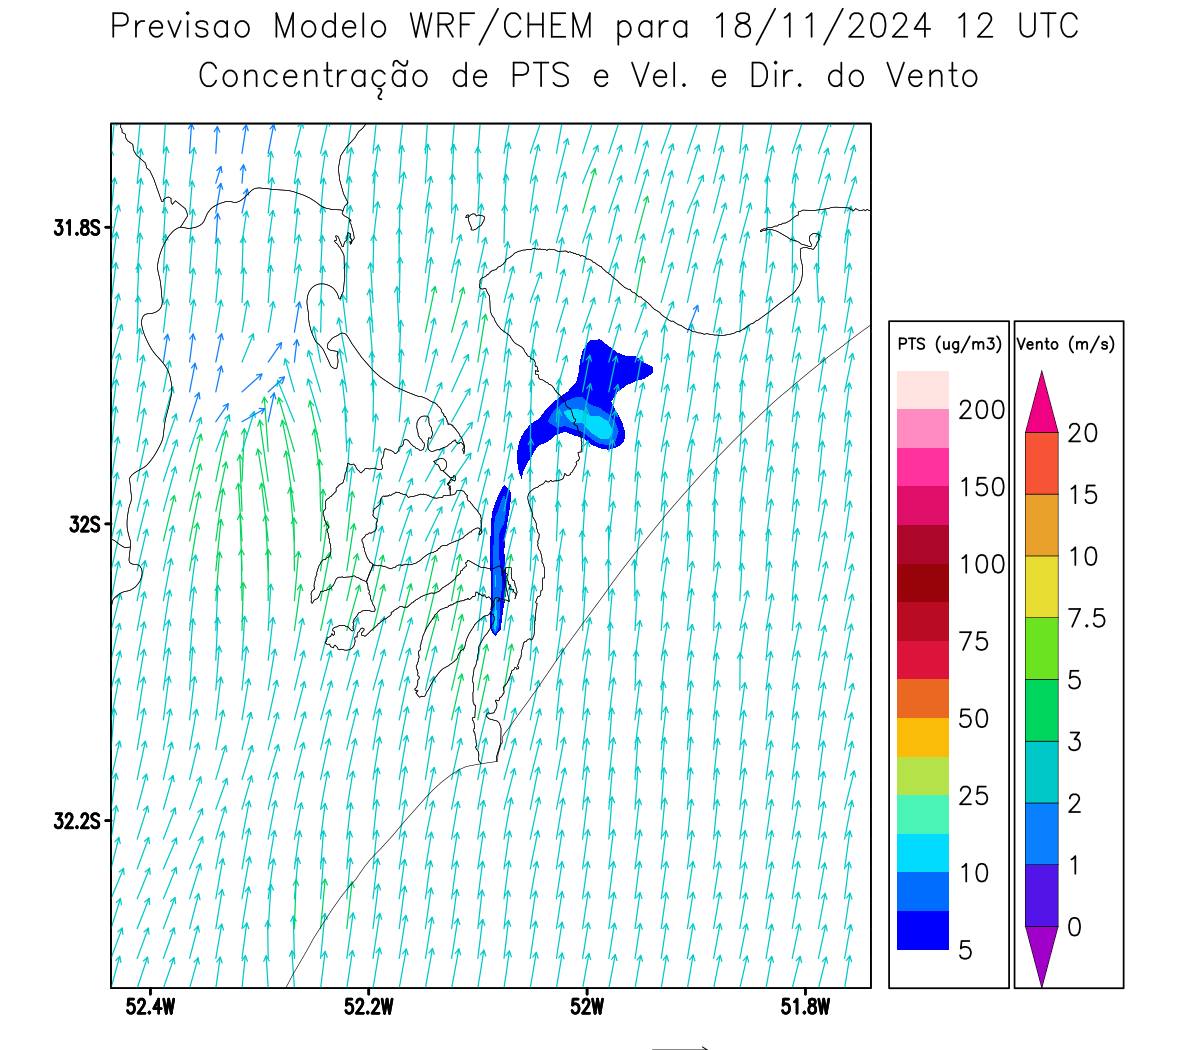 Previsao Modelo WRF/CHEM para 18/11/2024 12 UTC
Concentração de PTS e Vel. e Dir. do Vento
31.8S
32S
32.2S
52.4W
52.2W
52W
51.8W
PTS (ug/m3)
200
150
100
75
50
25
10
5
Vento (m/s)
20
15
10
7.5
5
3
2
1
0